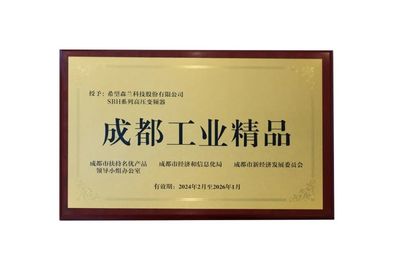 授予：希望森兰科技股份有限公司
SBH系列高压变频器
成都工业精品
成都市扶持名优产品 成都市经济和信息化局 成都市新经济发展委员会
领导小组办公室
有效期：2024年2月至2026年1月